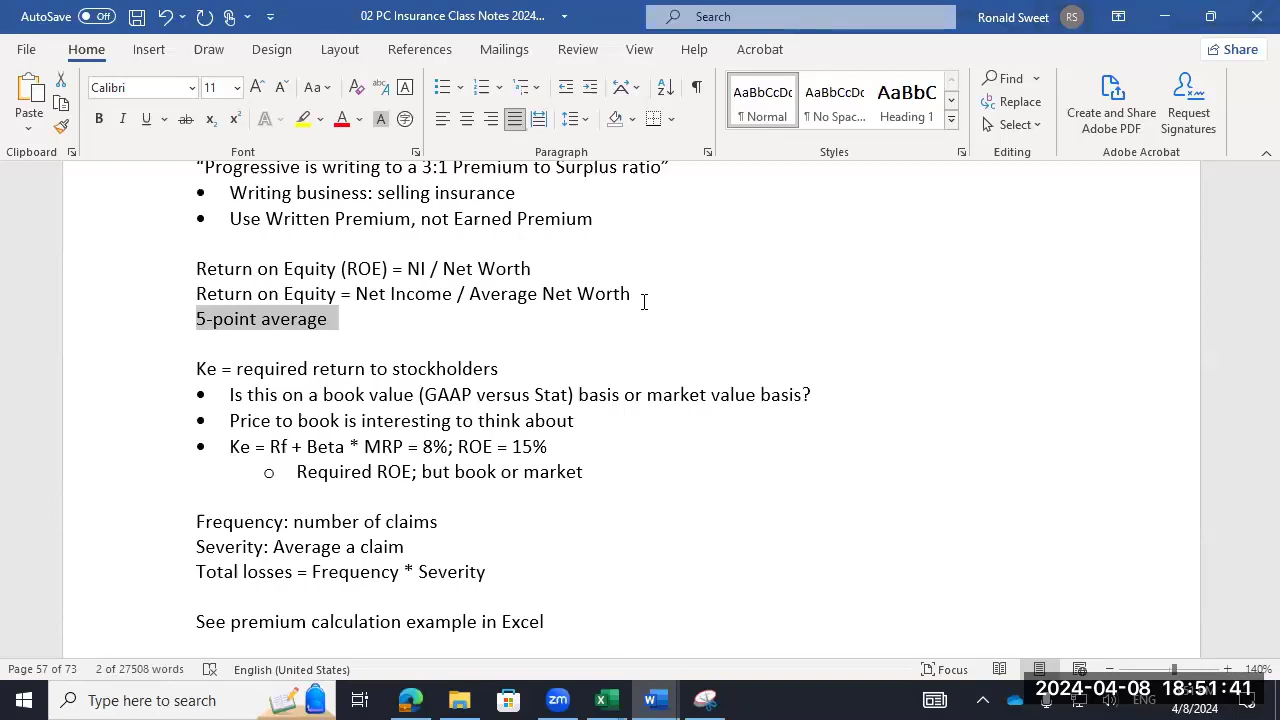 AutoSave Off 02 PC Insurance Class Notes 2024... Search Ronald Sweet RS
File Home Insert Draw Design Layout References Mailings Review View Help Acrobat Share
Paste Calibri 11 Aa AaBbCcDc AaBbCcDc AaBbC Find
¶ Normal ¶ No Spac... Heading 1 Replace Create and Share Request
B I U ab x2 x2 A A A Select Adobe PDF Signatures
Clipboard Font Paragraph Styles Editing Adobe Acrobat
"Progressive is writing to a 3:1 Premium to Surplus ratio"
• Writing business: selling insurance
• Use Written Premium, not Earned Premium
Return on Equity (ROE) = NI / Net Worth
Return on Equity = Net Income / Average Net Worth
5-point average
Ke = required return to stockholders
• Is this on a book value (GAAP versus Stat) basis or market value basis?
• Price to book is interesting to think about
• Ke = Rf + Beta * MRP = 8%; ROE = 15%
o Required ROE; but book or market
Frequency: number of claims
Severity: Average a claim
Total losses = Frequency * Severity
See premium calculation example in Excel
Page 57 of 73 2 of 27508 words English (United States) Focus 140%
Type here to search zm 2024-04-08 18:51:41
ENG 4/8/2024